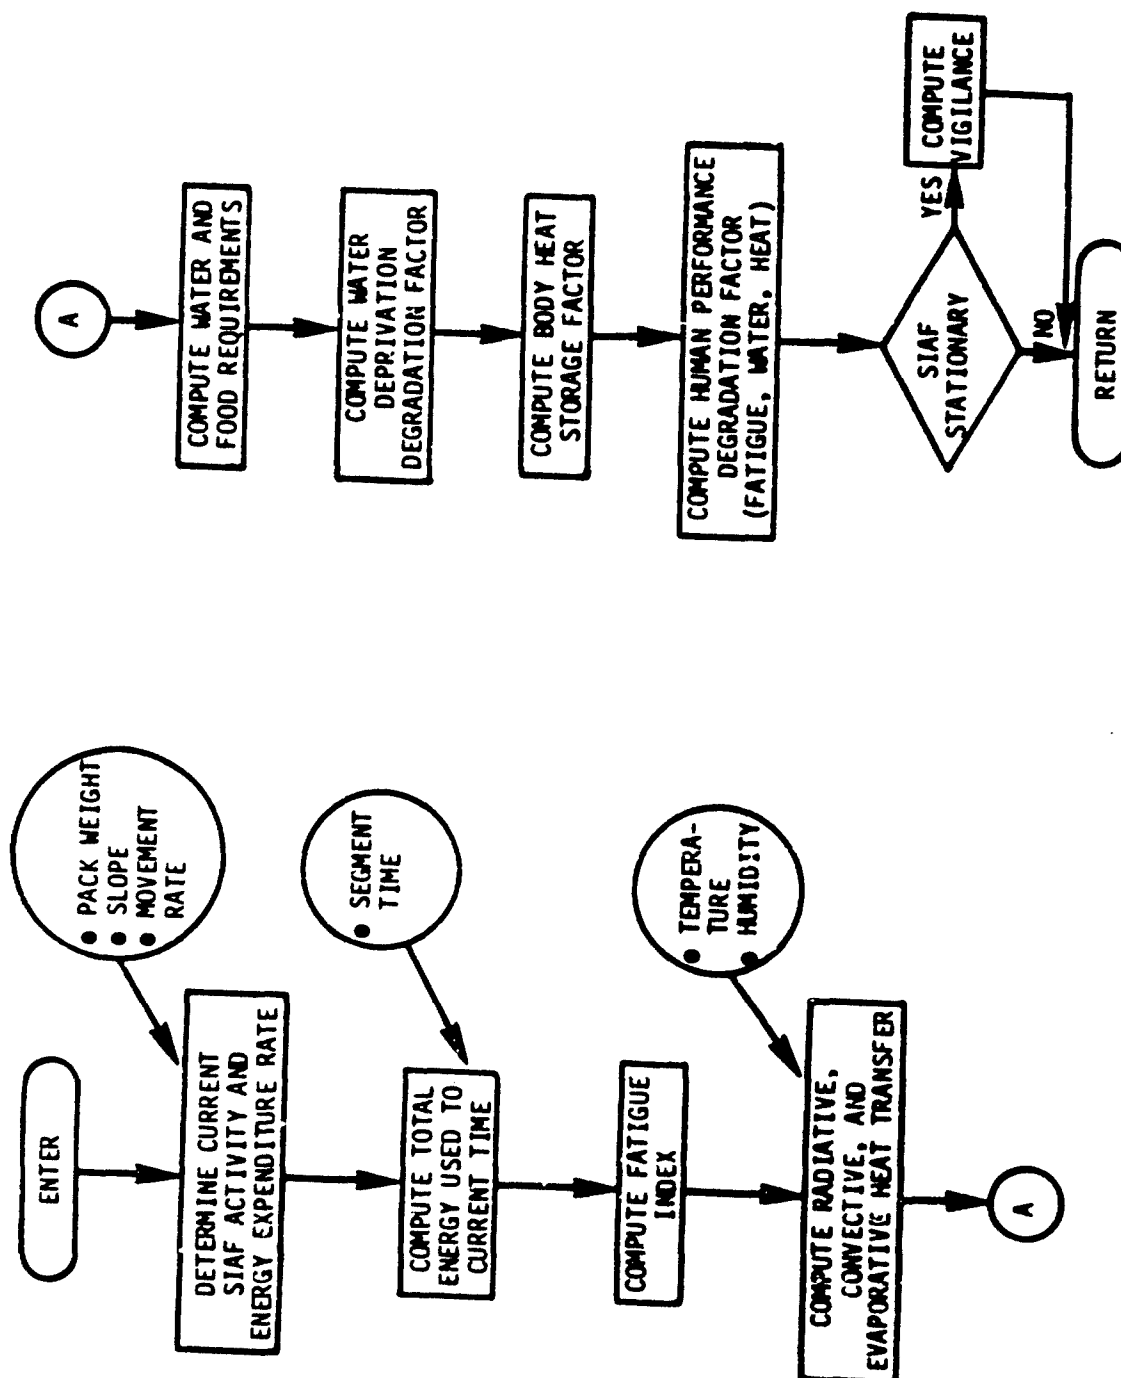 ENTER
● PACK WEIGHT
● SLOPE
● MOVEMENT
RATE
DETERMINE CURRENT
SIAF ACTIVITY AND
ENERGY EXPENDITURE RATE
● SEGMENT
TIME
COMPUTE TOTAL
ENERGY USED TO
CURRENT TIME
COMPUTE FATIGUE
INDEX
● TEMPERA-
TURE
● HUMIDITY
COMPUTE RADIATIVE,
CONVECTIVE, AND
EVAPORATIVE HEAT TRANSFER
A
A
COMPUTE WATER AND
FOOD REQUIREMENTS
COMPUTE WATER
DEPRIVATION
DEGRADATION FACTOR
COMPUTE BODY HEAT
STORAGE FACTOR
COMPUTE HUMAN PERFORMANCE
DEGRADATION FACTOR
(FATIGUE, WATER, HEAT)
SIAF
STATIONARY
YES
COMPUTE
VIGILANCE
NO
RETURN